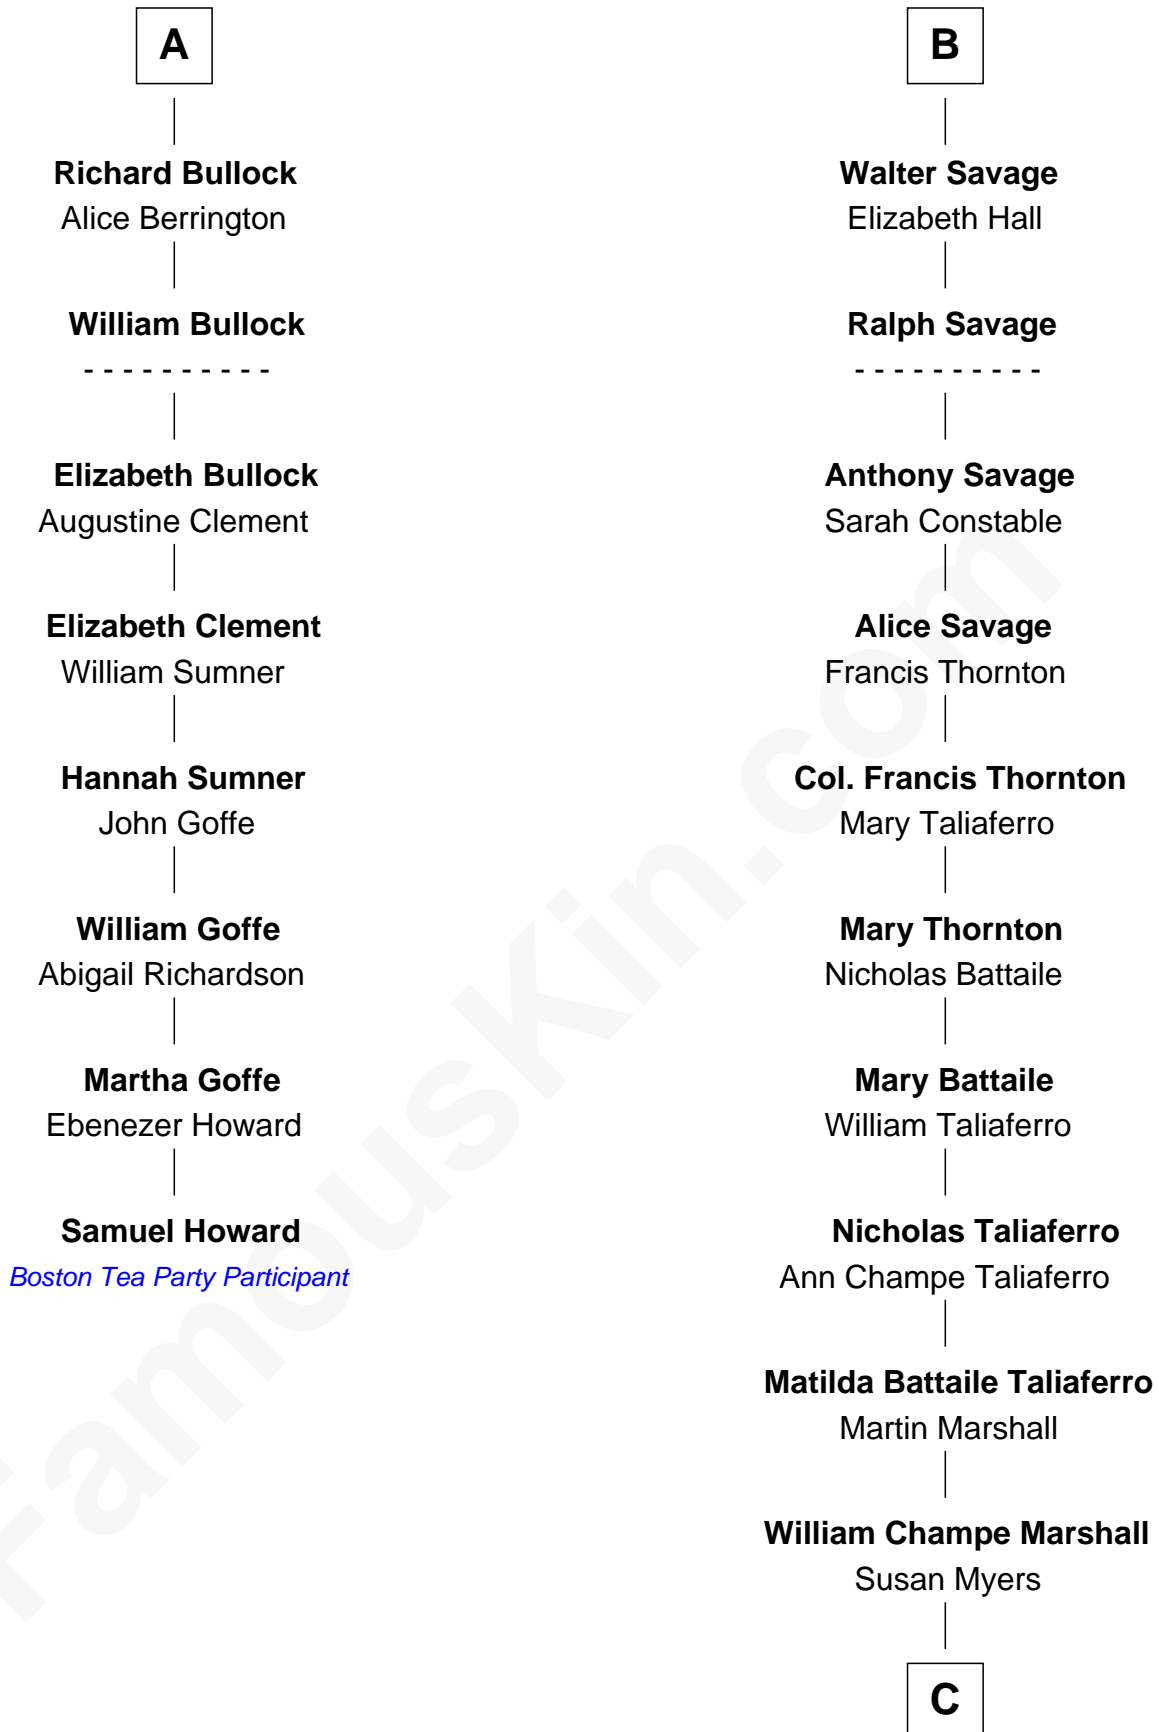 A
Richard Bullock
Alice Berrington
William Bullock
- - - - - - - - - -
Elizabeth Bullock
Augustine Clement
Elizabeth Clement
William Sumner
Hannah Sumner
John Goffe
William Goffe
Abigail Richardson
Martha Goffe
Ebenezer Howard
Samuel Howard
Boston Tea Party Participant
B
Walter Savage
Elizabeth Hall
Ralph Savage
- - - - - - - - - -
Anthony Savage
Sarah Constable
Alice Savage
Francis Thornton
Col. Francis Thornton
Mary Taliaferro
Mary Thornton
Nicholas Battaile
Mary Battaile
William Taliaferro
Nicholas Taliaferro
Ann Champe Taliaferro
Matilda Battaile Taliaferro
Martin Marshall
William Champe Marshall
Susan Myers
C
FamousKin.com